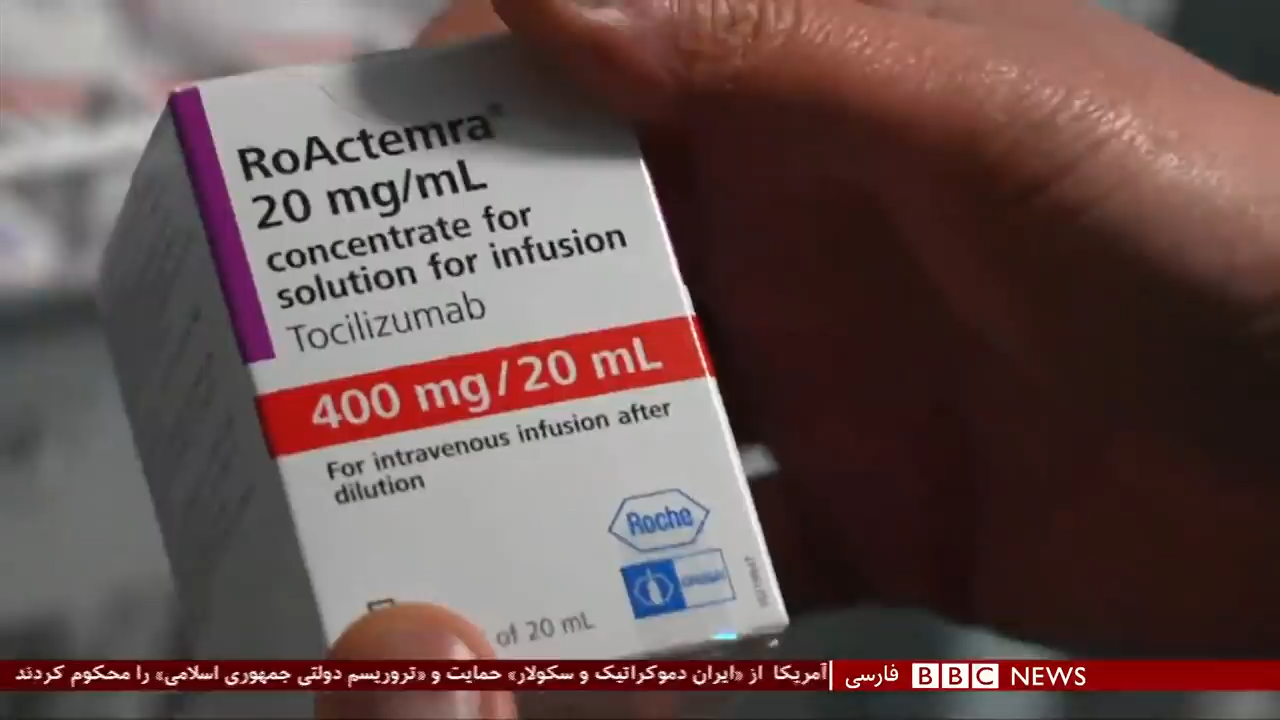 RoActemra®
20 mg/mL
concentrate for
solution for infusion
Tocilizumab
400 mg/20 mL
For intravenous infusion after
dilution
Roche
of 20 mL
آمریکا از «ایران دموکراتیک و سکولار» حمایت و «تروریسم دولتی جمهوری اسلامی» را محکوم کردند
BBC NEWS فارسی